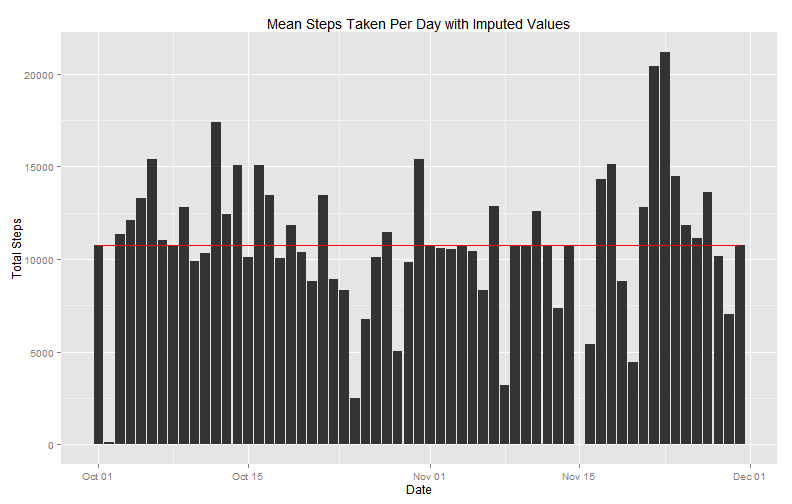 Mean Steps Taken Per Day with Imputed Values
Total Steps
20000
15000
10000
5000
0
Oct 01
Oct 15
Nov 01
Nov 15
Dec 01
Date